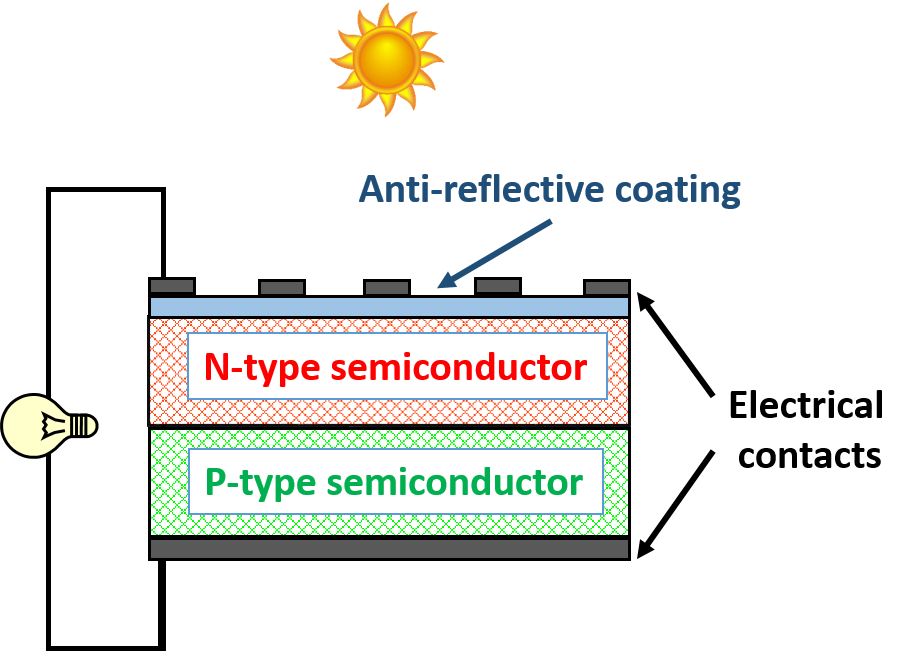 Anti-reflective coating
N-type semiconductor
P-type semiconductor
Electrical
contacts